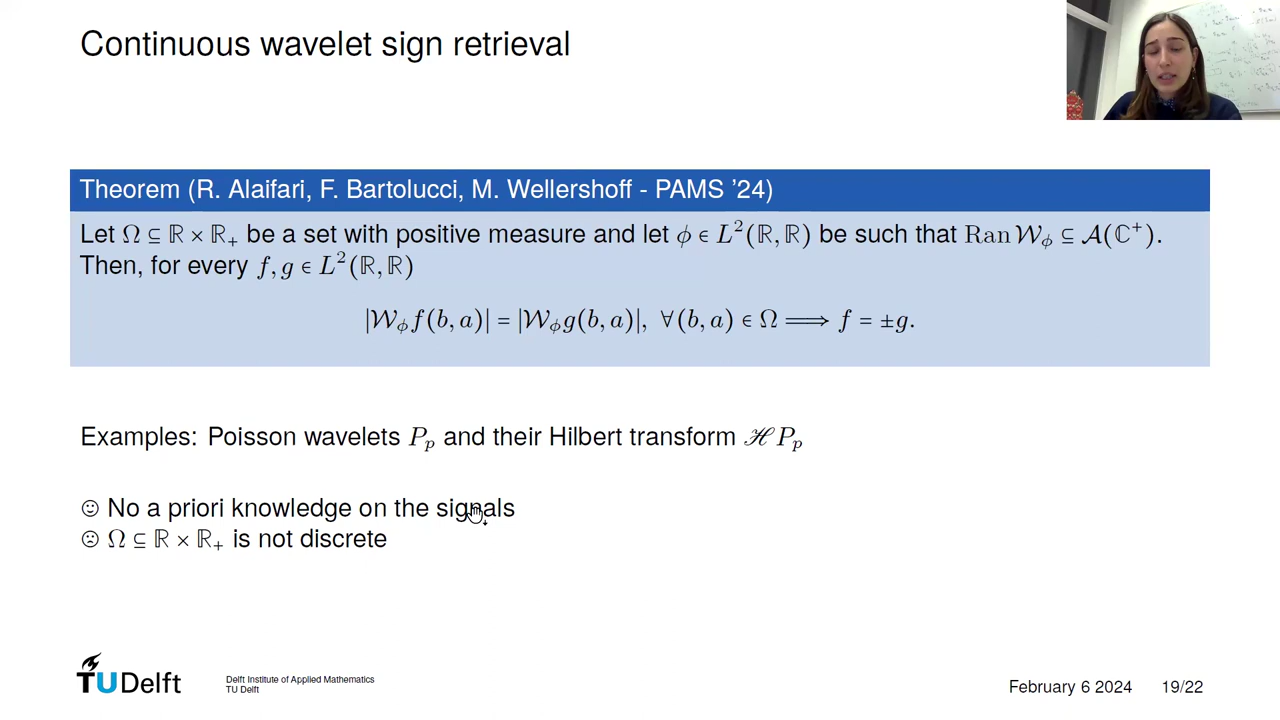 Continuous wavelet sign retrieval
Theorem (R. Alaifari, F. Bartolucci, M. Wellershoff - PAMS ’24)
Let Ω ⊆ ℝ × ℝ₊ be a set with positive measure and let ϕ ∈ L²(ℝ, ℝ) be such that Ran 𝒲_ϕ ⊆ 𝒜(ℂ⁺).
Then, for every f, g ∈ L²(ℝ, ℝ)
|𝒲_ϕ f(b, a)| = |𝒲_ϕ g(b, a)|, ∀(b, a) ∈ Ω ⟹ f = ±g.
Examples: Poisson wavelets P_p and their Hilbert transform ℋP_p
☺ No a priori knowledge on the signals
☹ Ω ⊆ ℝ × ℝ₊ is not discrete
TUDelft
Delft Institute of Applied Mathematics
TU Delft
February 6 2024 19/22